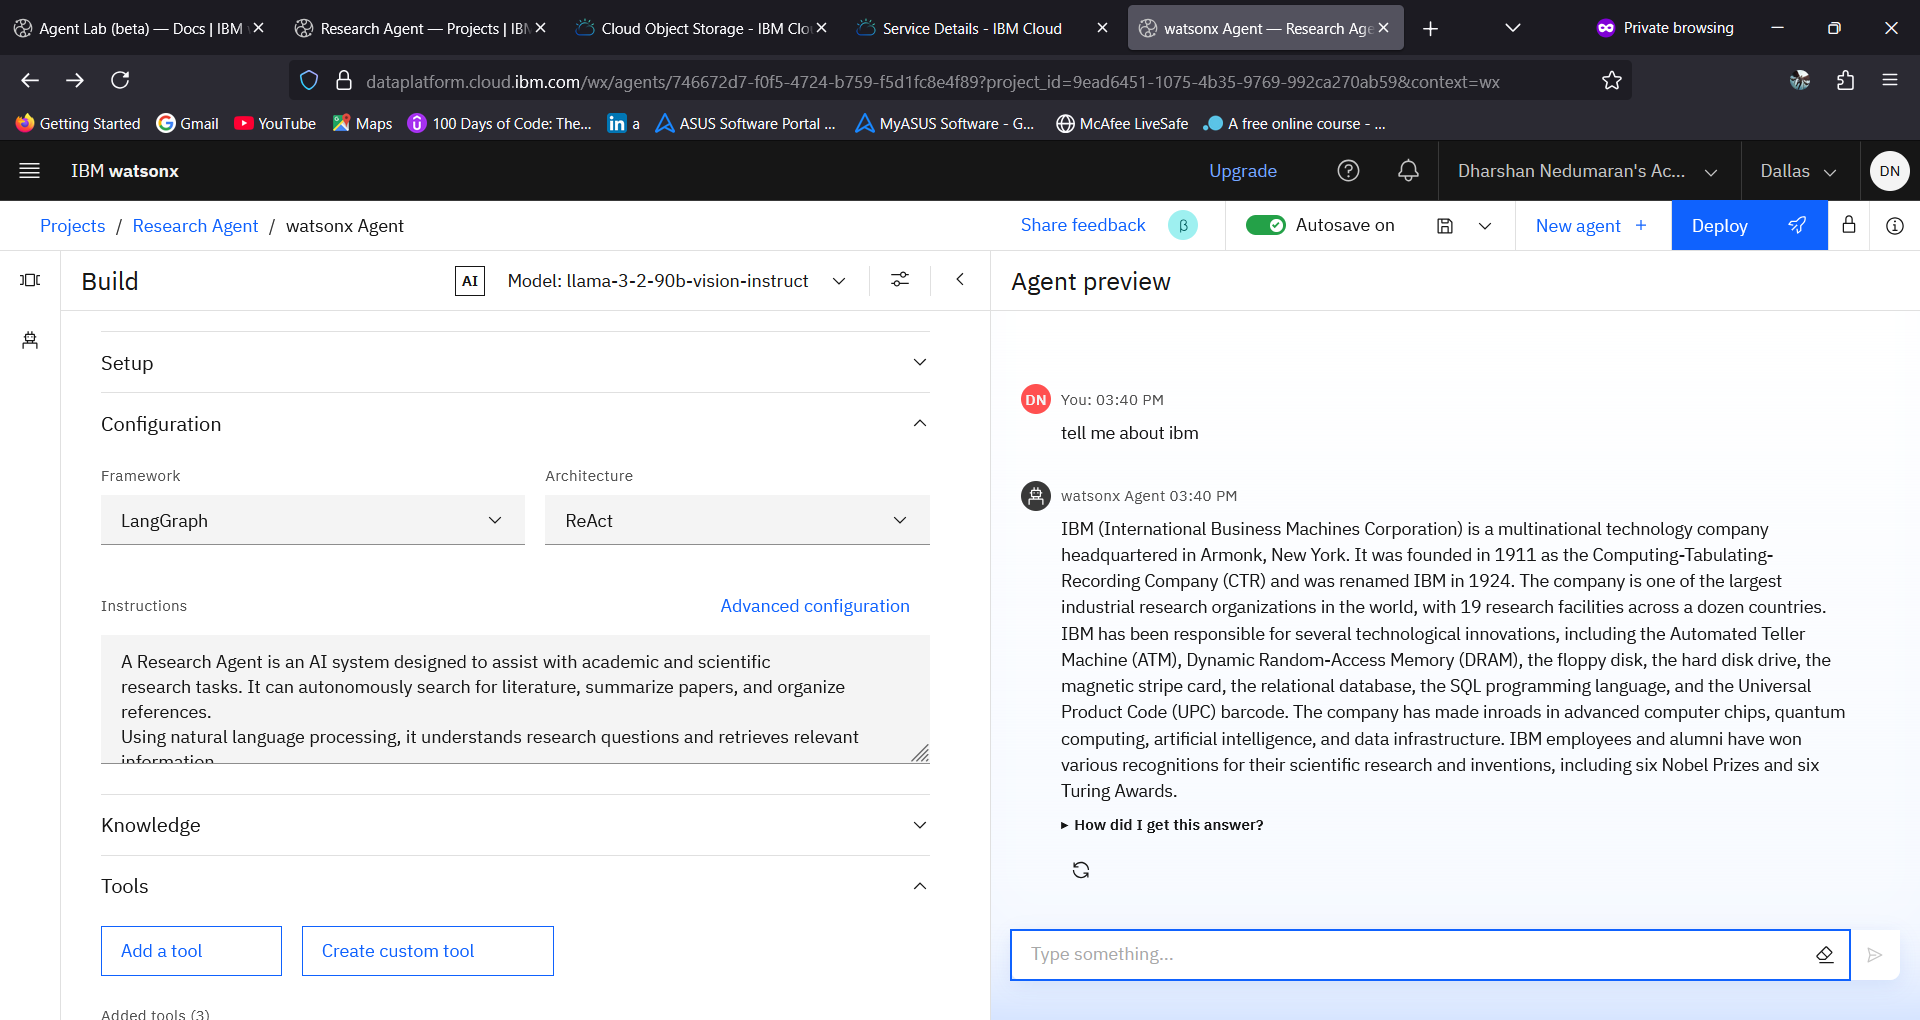 Agent Lab (beta) — Docs | IBM
Research Agent — Projects | IB
Cloud Object Storage - IBM Clo
Service Details - IBM Cloud
watsonx Agent — Research Age
Private browsing
dataplatform.cloud.ibm.com/wx/agents/746672d7-f0f5-4724-b759-f5d1fc8e4f89?project_id=9ead6451-1075-4b35-9769-992ca270ab59&context=wx
Getting Started
Gmail
YouTube
Maps
100 Days of Code: The...
a
ASUS Software Portal ...
MyASUS Software - G...
McAfee LiveSafe
A free online course - ...
IBM watsonx
Upgrade
Dharshan Nedumaran's Ac...
Dallas
DN
Projects / Research Agent / watsonx Agent
Share feedback
β
Autosave on
New agent +
Deploy
Build
AI
Model: llama-3-2-90b-vision-instruct
Setup
Configuration
Framework
Architecture
LangGraph
ReAct
Instructions
Advanced configuration
A Research Agent is an AI system designed to assist with academic and scientific
research tasks. It can autonomously search for literature, summarize papers, and organize
references.
Using natural language processing, it understands research questions and retrieves relevant
information
Knowledge
Tools
Add a tool
Create custom tool
Added tools (3)
Agent preview
DN
You: 03:40 PM
tell me about ibm
watsonx Agent 03:40 PM
IBM (International Business Machines Corporation) is a multinational technology company
headquartered in Armonk, New York. It was founded in 1911 as the Computing-Tabulating-
Recording Company (CTR) and was renamed IBM in 1924. The company is one of the largest
industrial research organizations in the world, with 19 research facilities across a dozen countries.
IBM has been responsible for several technological innovations, including the Automated Teller
Machine (ATM), Dynamic Random-Access Memory (DRAM), the floppy disk, the hard disk drive, the
magnetic stripe card, the relational database, the SQL programming language, and the Universal
Product Code (UPC) barcode. The company has made inroads in advanced computer chips, quantum
computing, artificial intelligence, and data infrastructure. IBM employees and alumni have won
various recognitions for their scientific research and inventions, including six Nobel Prizes and six
Turing Awards.
How did I get this answer?
Type something...